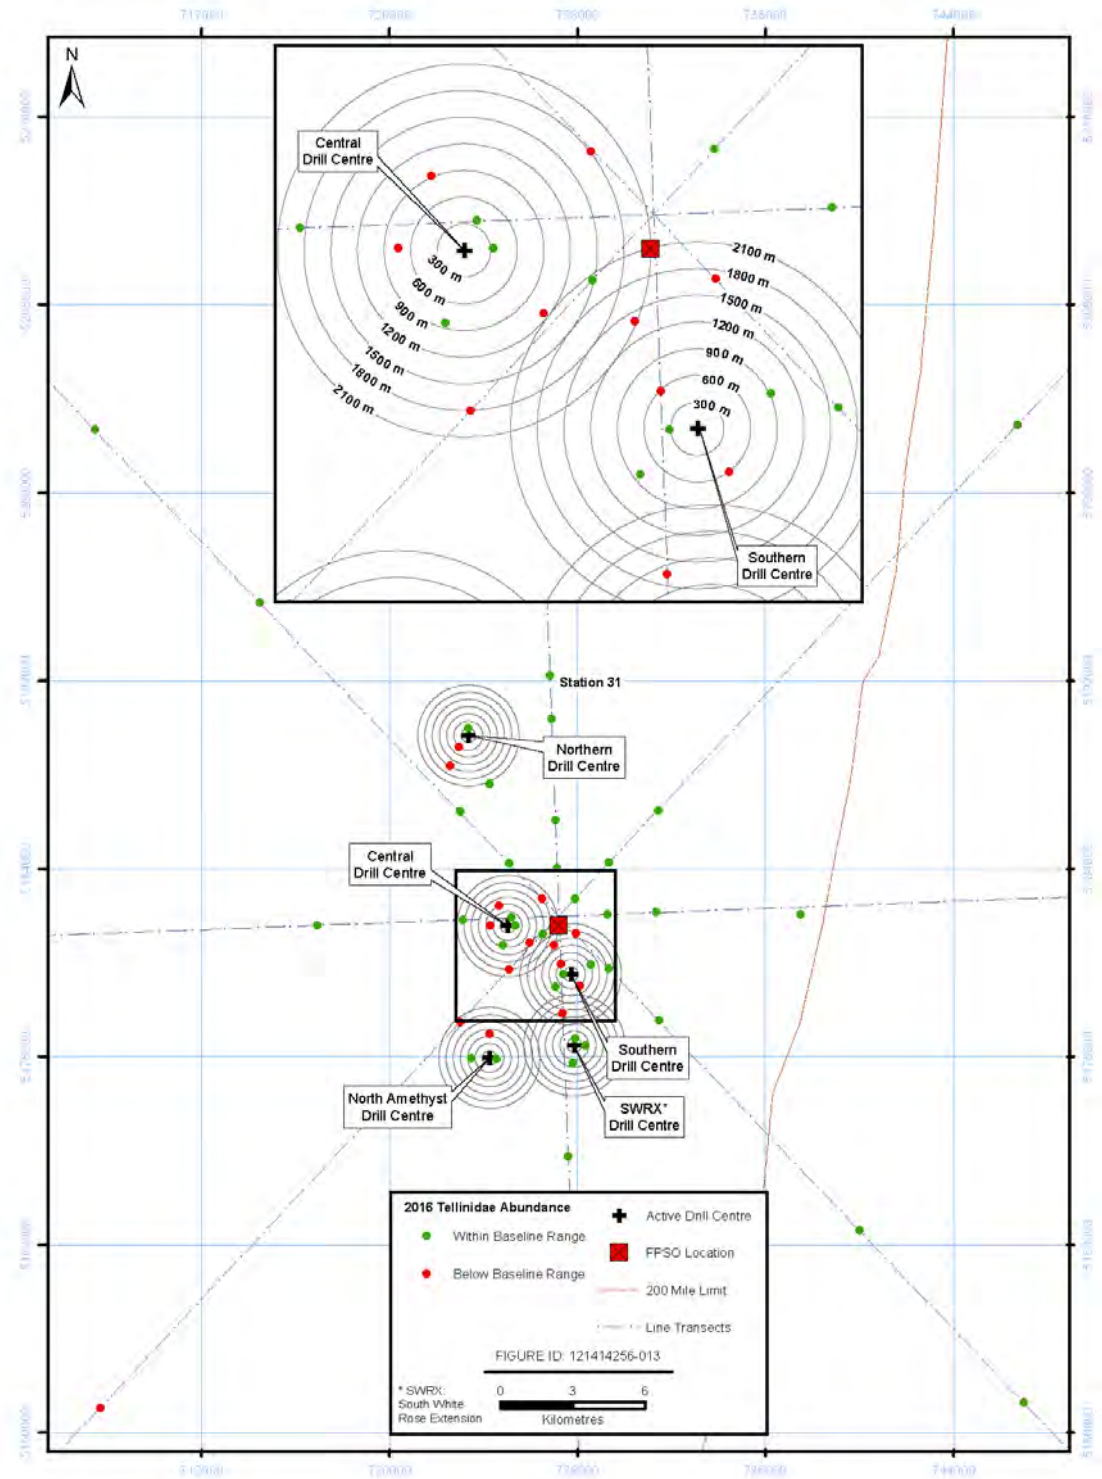 N
Central
Drill Centre
300 m
600 m
900 m
1200 m
1500 m
1800 m
2100 m
2100 m
1800 m
1500 m
1200 m
900 m
600 m
300 m
Southern
Drill Centre
Station 31
Northern
Drill Centre
Central
Drill Centre
Southern
Drill Centre
North Amethyst
Drill Centre
SWRX*
Drill Centre
2016 Tellinidae Abundance
Within Baseline Range
Below Baseline Range
Active Drill Centre
FPSO Location
200 Mile Limit
Line Transects
FIGURE ID: 121414256-013
* SWRX:
South White
Rose Extension
0 3 6
Kilometres